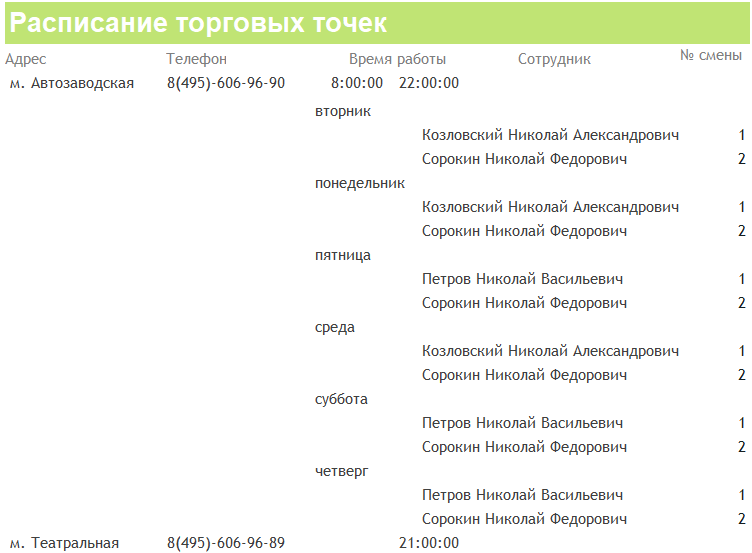 Расписание торговых точек
Адрес Телефон Время работы Сотрудник № смены
м. Автозаводская 8(495)-606-96-90 8:00:00 22:00:00
вторник
Козловский Николай Александрович 1
Сорокин Николай Федорович 2
понедельник
Козловский Николай Александрович 1
Сорокин Николай Федорович 2
пятница
Петров Николай Васильевич 1
Сорокин Николай Федорович 2
среда
Козловский Николай Александрович 1
Сорокин Николай Федорович 2
суббота
Петров Николай Васильевич 1
Сорокин Николай Федорович 2
четверг
Петров Николай Васильевич 1
Сорокин Николай Федорович 2
м. Театральная 8(495)-606-96-89 21:00:00